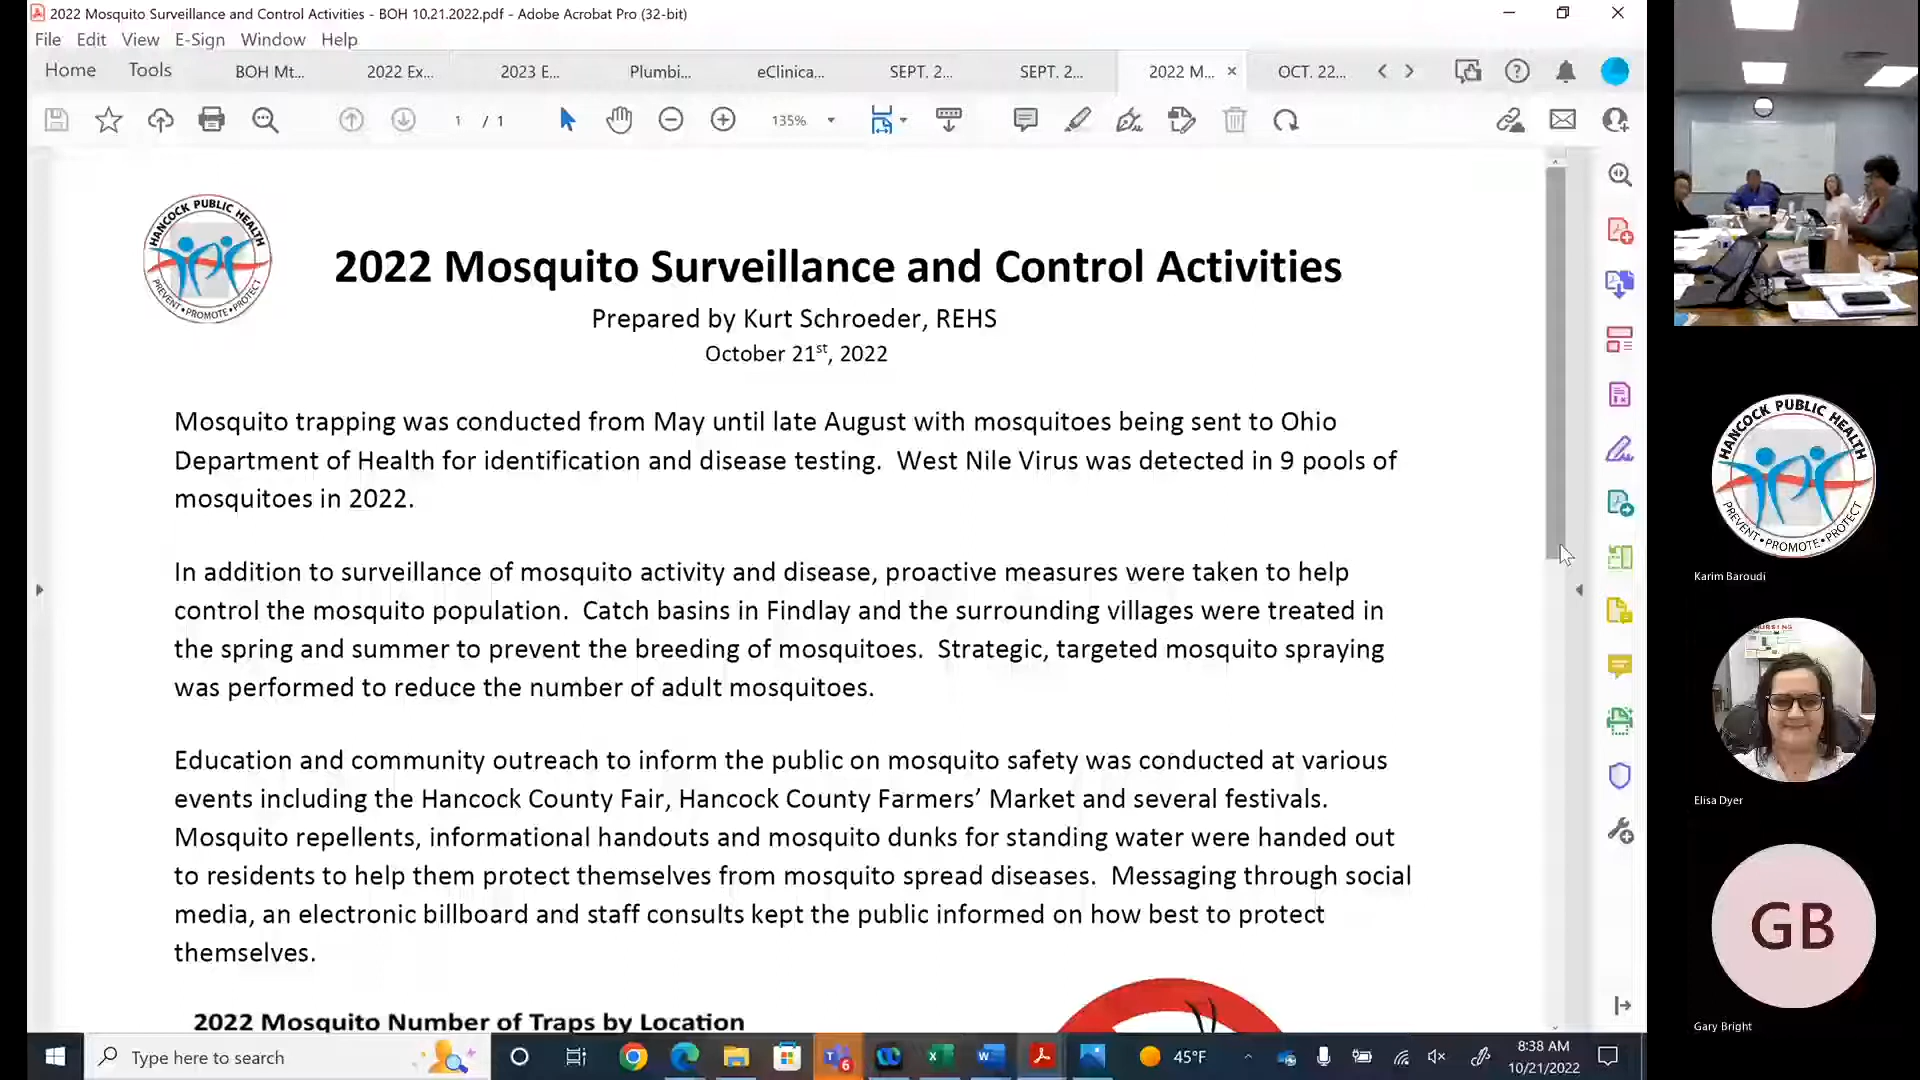 2022 Mosquito Surveillance and Control Activities - BOH 10.21.2022.pdf - Adobe Acrobat Pro (32-bit)
File Edit View E-Sign Window Help
Home Tools BOH Mt... 2022 Ex... 2023 E... Plumbi... eClinica... SEPT. 2... SEPT. 2... 2022 M... × OCT. 22...
1 / 1 135%
HANCOCK PUBLIC HEALTH
PREVENT • PROMOTE • PROTECT
2022 Mosquito Surveillance and Control Activities
Prepared by Kurt Schroeder, REHS
October 21st, 2022
Mosquito trapping was conducted from May until late August with mosquitoes being sent to Ohio
Department of Health for identification and disease testing. West Nile Virus was detected in 9 pools of
mosquitoes in 2022.
In addition to surveillance of mosquito activity and disease, proactive measures were taken to help
control the mosquito population. Catch basins in Findlay and the surrounding villages were treated in
the spring and summer to prevent the breeding of mosquitoes. Strategic, targeted mosquito spraying
was performed to reduce the number of adult mosquitoes.
Education and community outreach to inform the public on mosquito safety was conducted at various
events including the Hancock County Fair, Hancock County Farmers' Market and several festivals.
Mosquito repellents, informational handouts and mosquito dunks for standing water were handed out
to residents to help them protect themselves from mosquito spread diseases. Messaging through social
media, an electronic billboard and staff consults kept the public informed on how best to protect
themselves.
2022 Mosquito Number of Traps by Location
Type here to search
6
45°F
8:38 AM
10/21/2022
HANCOCK PUBLIC HEALTH
PREVENT • PROMOTE • PROTECT
Karim Baroudi
Elisa Dyer
GB
Gary Bright